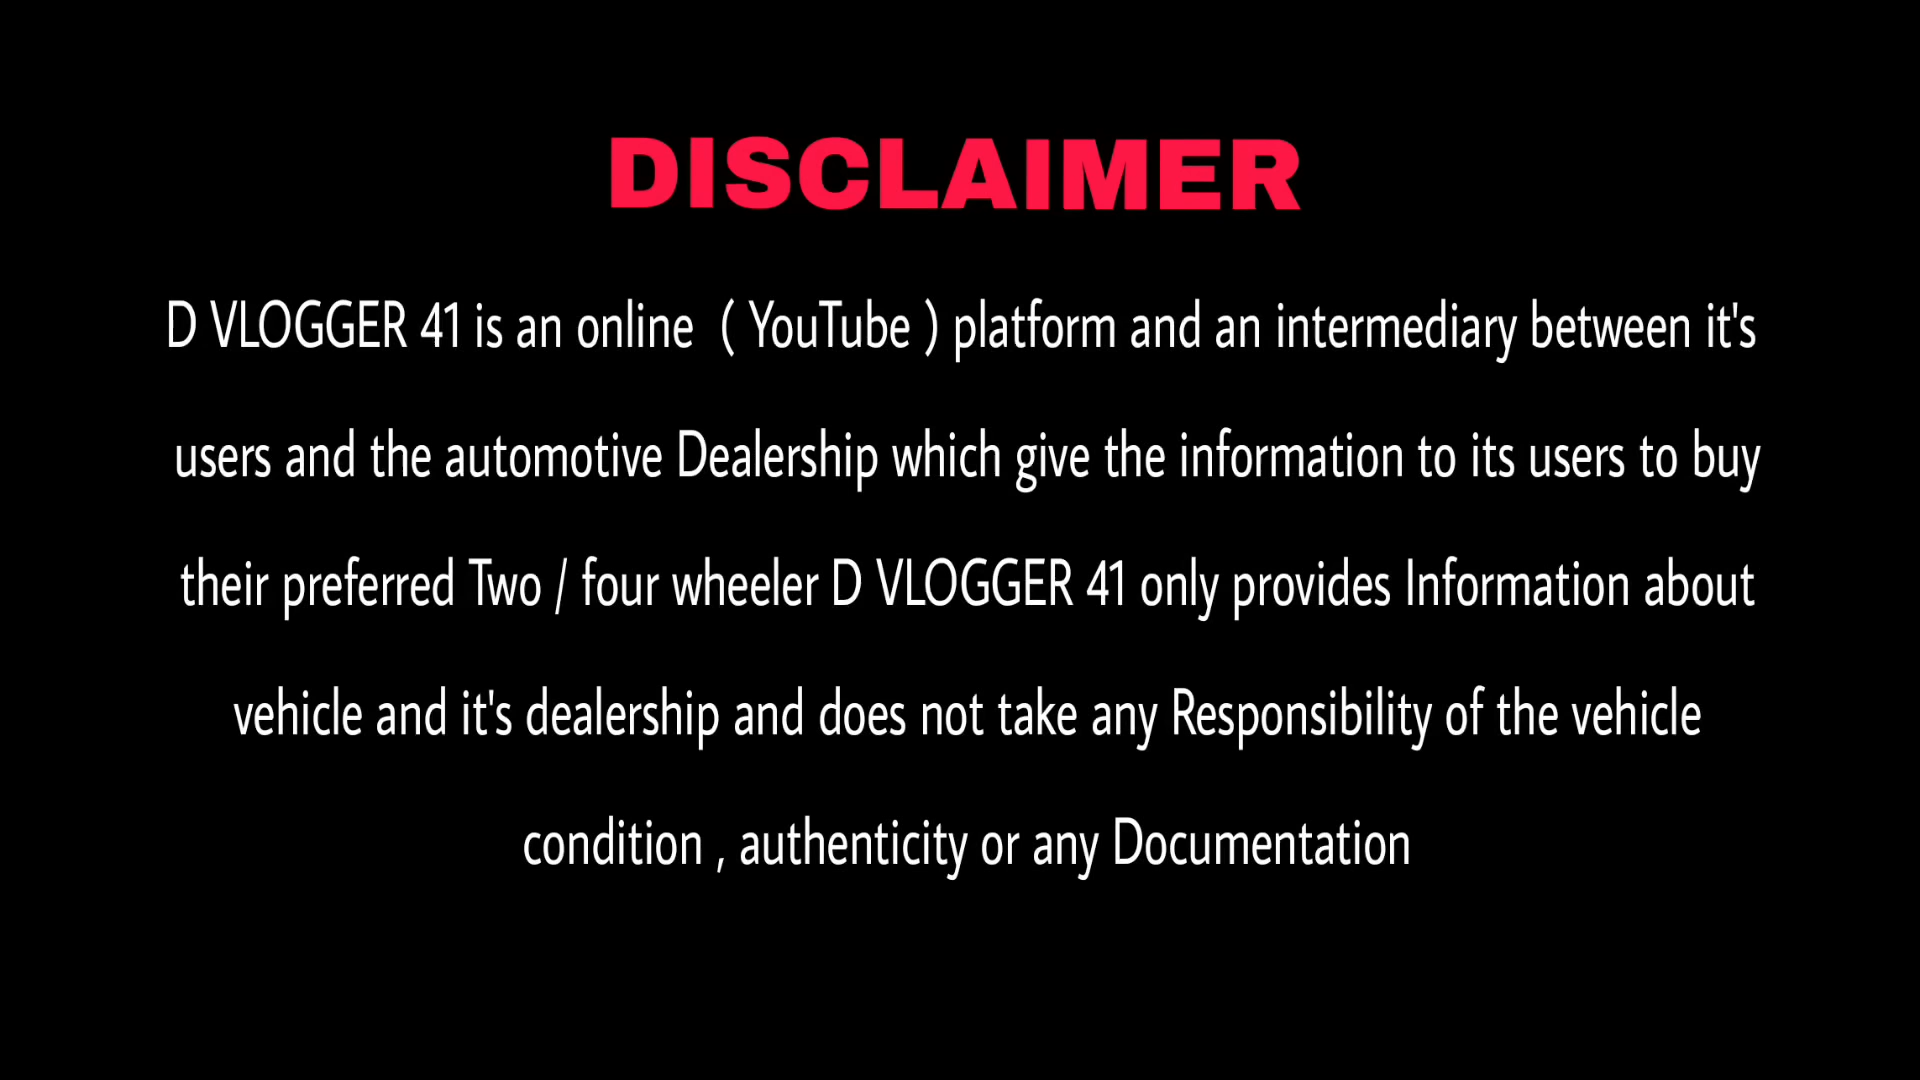 DISCLAIMER
D VLOGGER 41 is an online ( YouTube ) platform and an intermediary between it's
users and the automotive Dealership which give the information to its users to buy
their preferred Two / four wheeler D VLOGGER 41 only provides Information about
vehicle and it's dealership and does not take any Responsibility of the vehicle
condition , authenticity or any Documentation